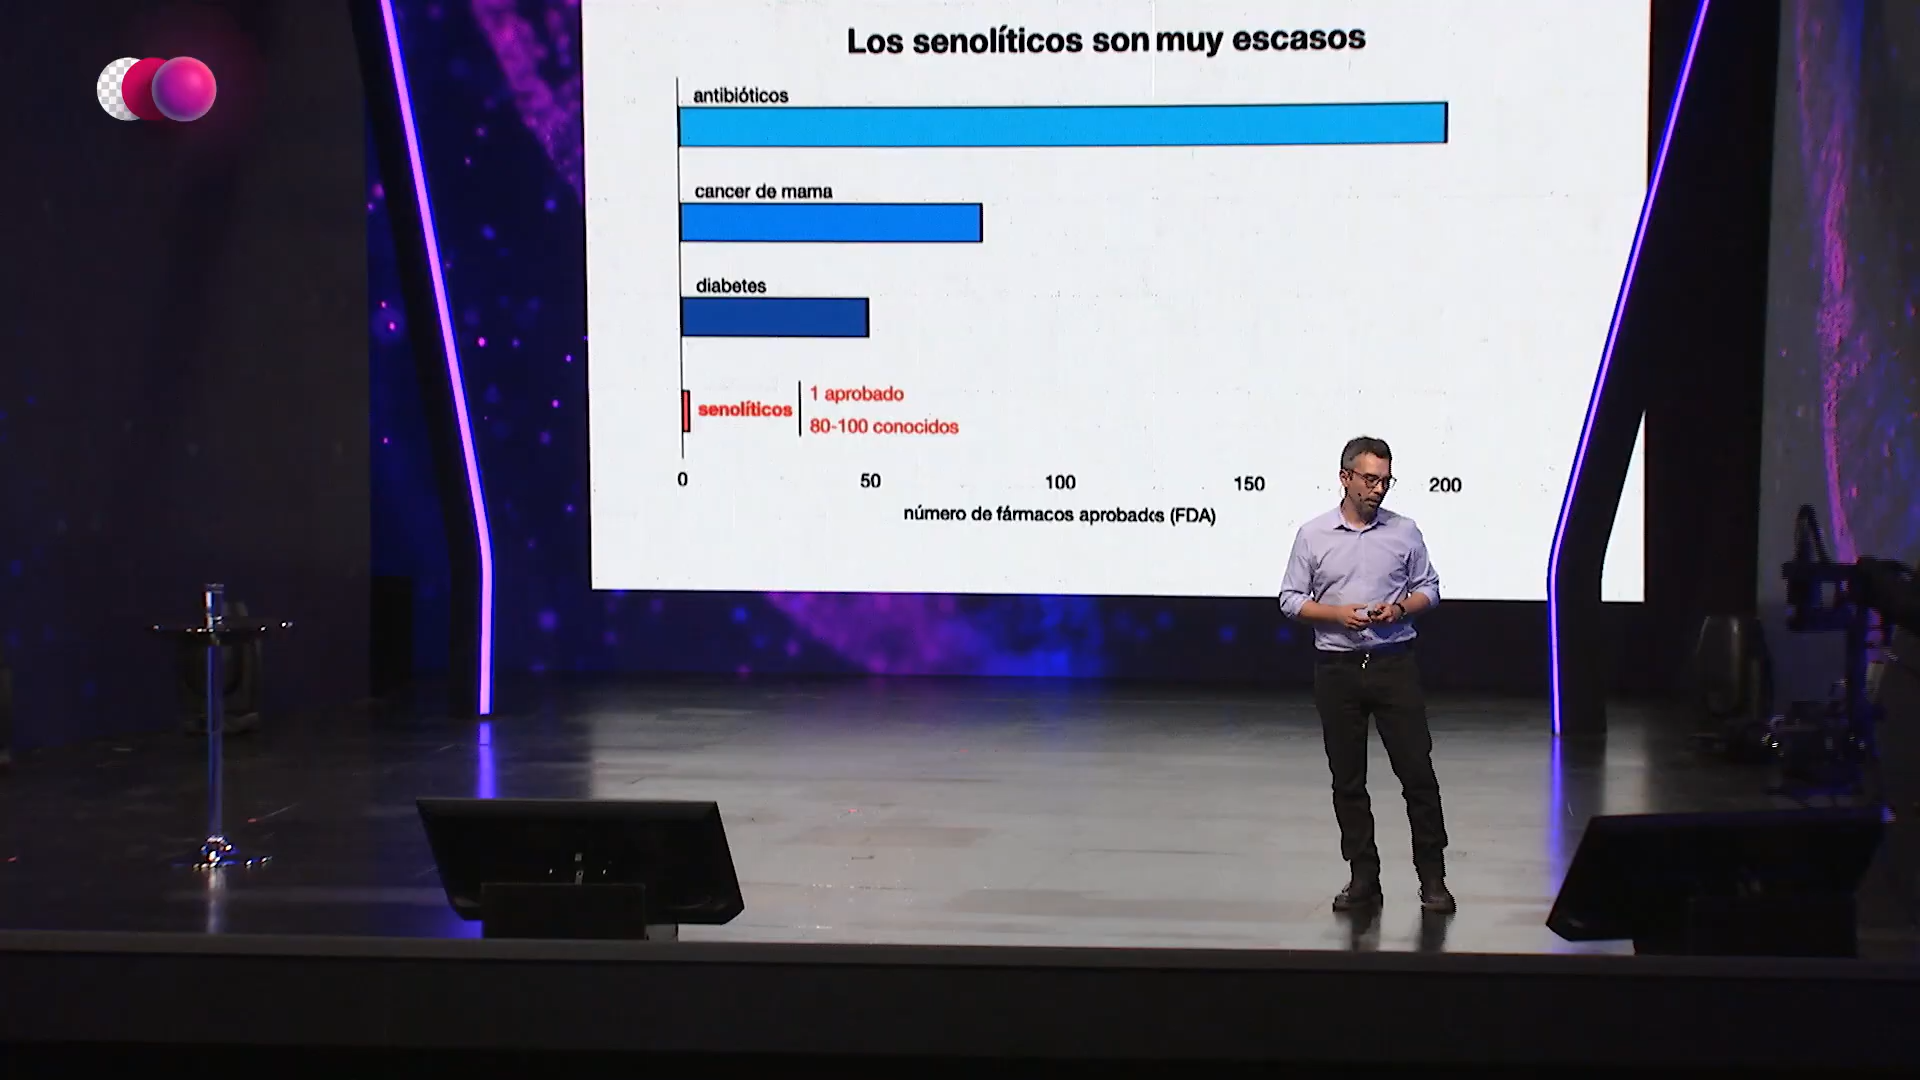 Los senolíticos son muy escasos
antibióticos
cancer de mama
diabetes
senolíticos
1 aprobado
80-100 conocidos
0 50 100 150 200
número de fármacos aprobados (FDA)